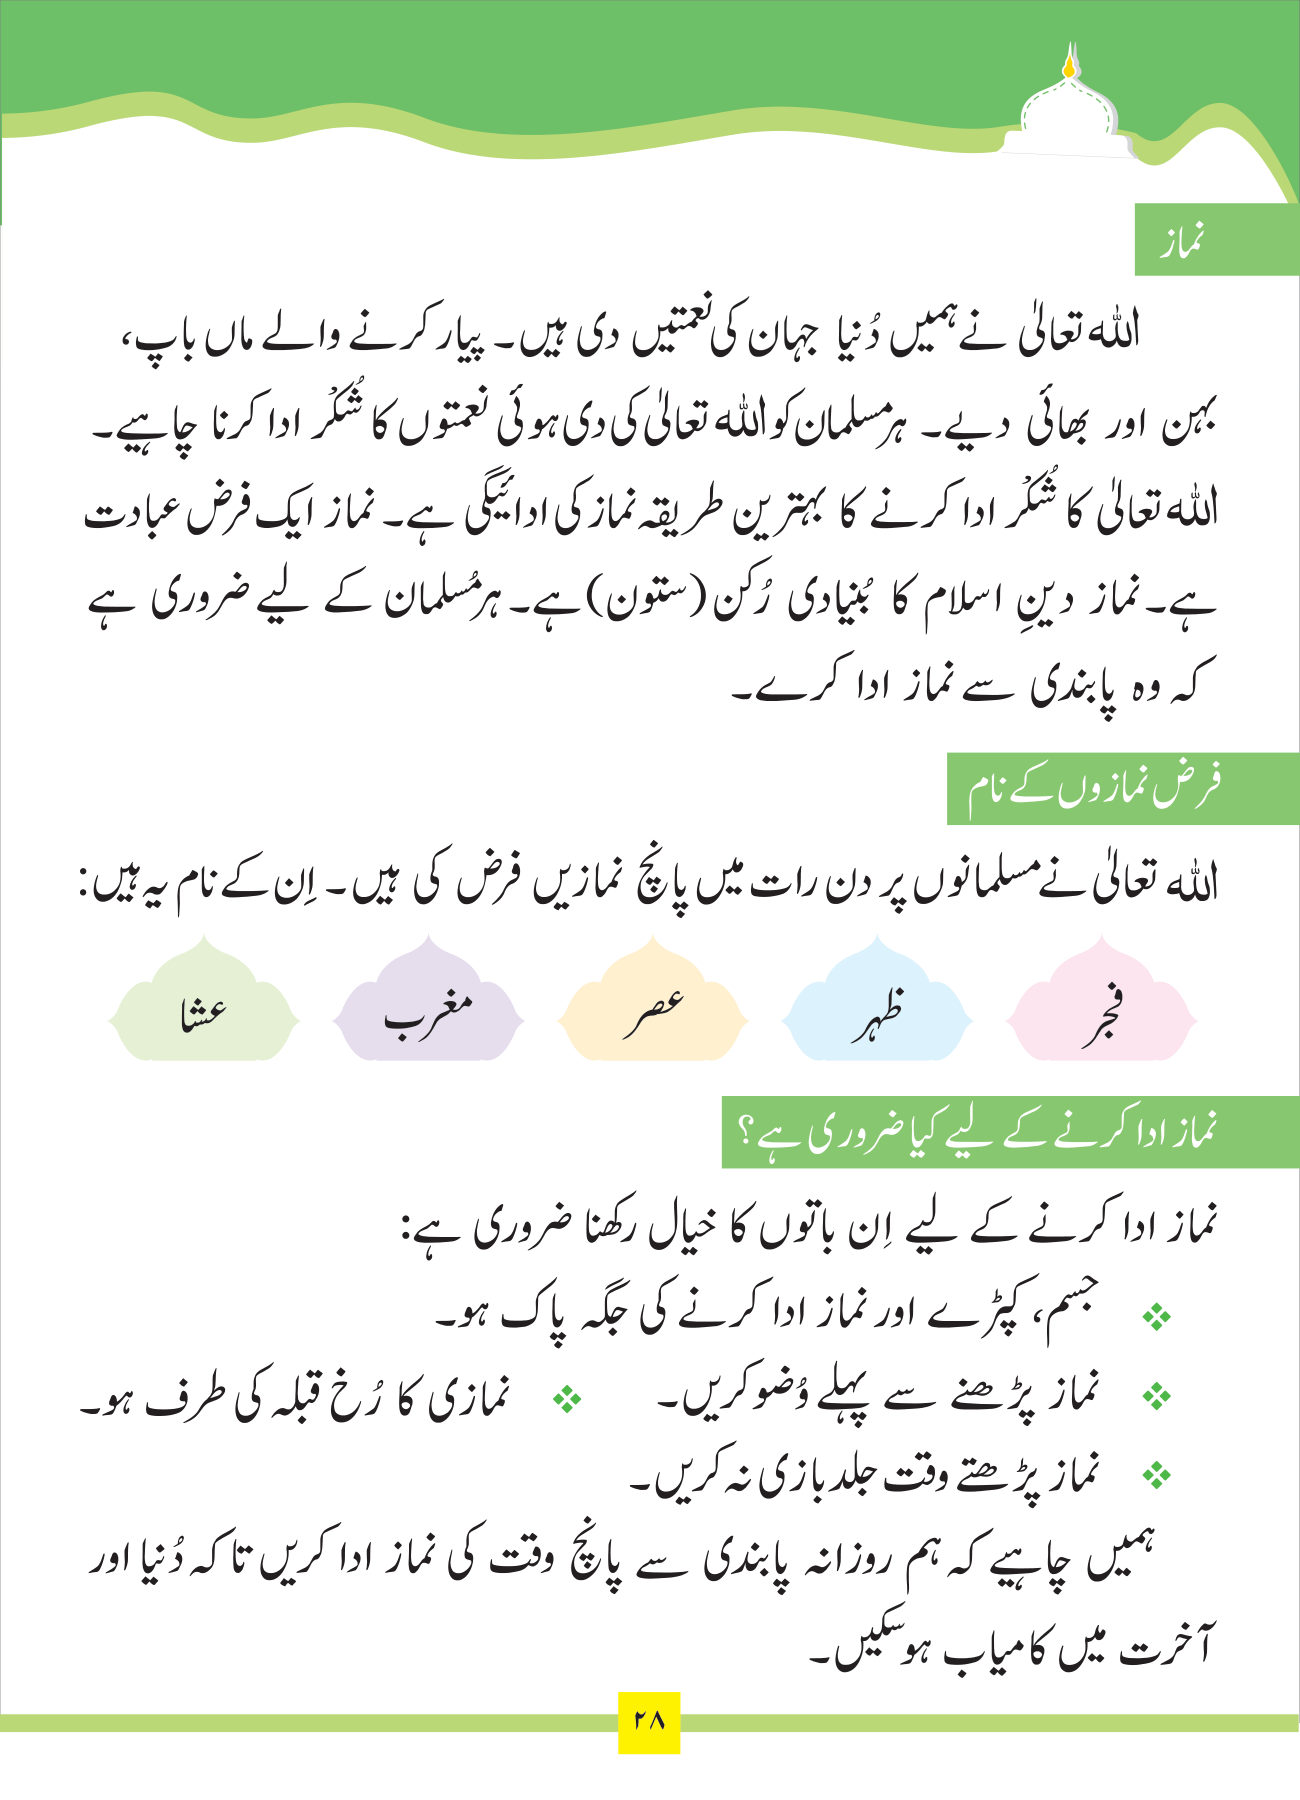 نماز
اللہ تعالیٰ نے ہمیں دُنیا جہان کی نعمتیں دی ہیں۔ پیار کرنے والے ماں باپ،
بہن اور بھائی دیے۔ ہر مسلمان کو اللہ تعالیٰ کی دی ہوئی نعمتوں کا شُکْر ادا کرنا چاہیے۔
اللہ تعالیٰ کا شُکْر ادا کرنے کا بہترین طریقہ نماز کی ادائیگی ہے۔ نماز ایک فرض عبادت
ہے۔ نماز دینِ اسلام کا بُنیادی رُکن (ستون) ہے۔ ہر مُسلمان کے لیے ضروری ہے
کہ وہ پابندی سے نماز ادا کرے۔
فرض نمازوں کے نام
اللہ تعالیٰ نے مسلمانوں پر دن رات میں پانچ نمازیں فرض کی ہیں۔ اِن کے نام یہ ہیں:
فجر ظہر عصر مغرب عشا
نماز ادا کرنے کے لیے کیا ضروری ہے؟
نماز ادا کرنے کے لیے اِن باتوں کا خیال رکھنا ضروری ہے:
❖ جسم، کپڑے اور نماز ادا کرنے کی جگہ پاک ہو۔
❖ نماز پڑھنے سے پہلے وُضو کریں۔ ❖ نمازی کا رُخ قبلہ کی طرف ہو۔
❖ نماز پڑھتے وقت جلد بازی نہ کریں۔
ہمیں چاہیے کہ ہم روزانہ پابندی سے پانچ وقت کی نماز ادا کریں تاکہ دُنیا اور
آخرت میں کامیاب ہوسکیں۔
۲۸